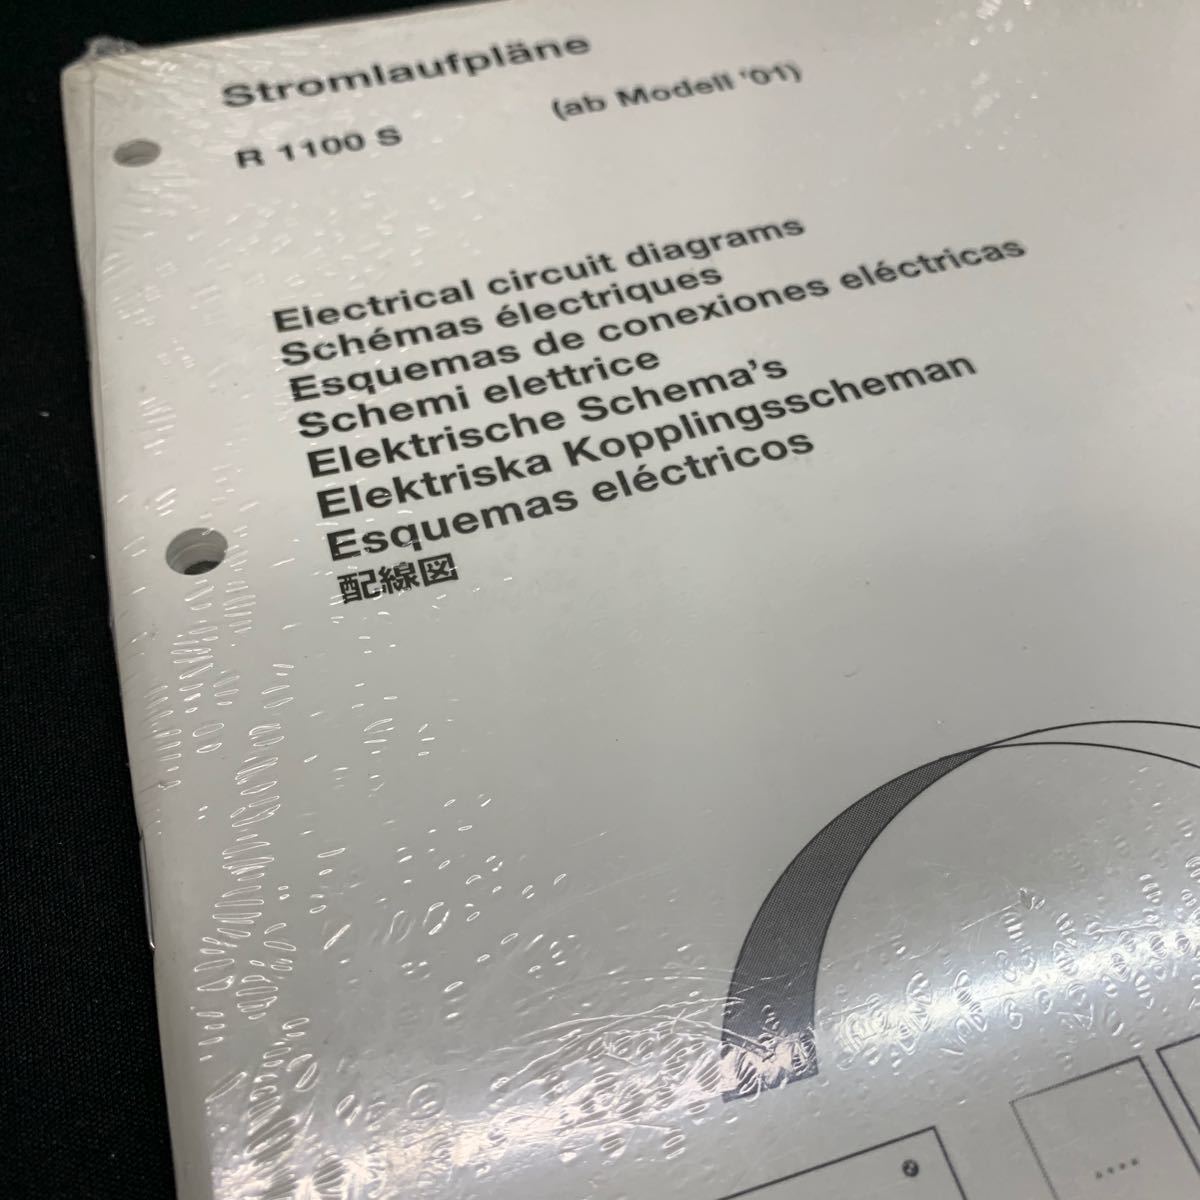 Stromlaufpläne
R 1100 S (ab Modell '01)
Electrical circuit diagrams
Schémas électriques
Esquemas de conexiones eléctricas
Schemi elettrice
Elektrische Schema's
Elektriska Kopplingsscheman
Esquemas eléctricos
配線図